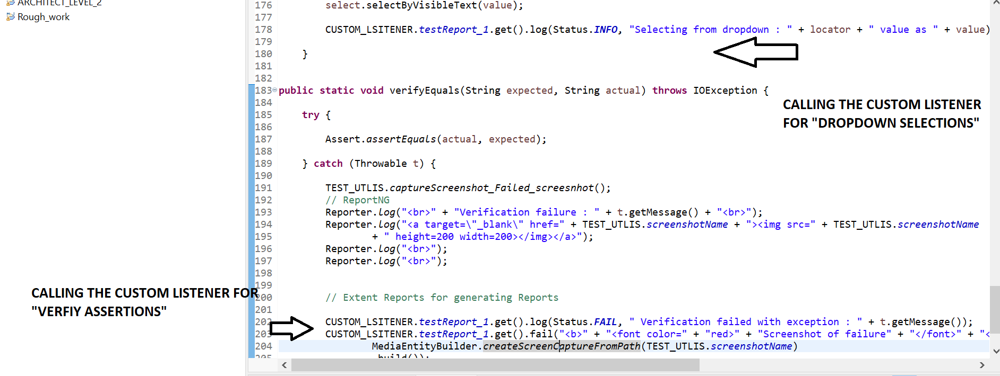 ARCHITECT_LEVEL_2
Rough_work
176 select.selectByVisibleText(value);
177
178 CUSTOM_LSITENER.testReport_1.get().log(Status.INFO, "Selecting from dropdown : " + locator + " value as " + value)
179
180 }
181
182
183 public static void verifyEquals(String expected, String actual) throws IOException {
184
185 try {
186
187 Assert.assertEquals(actual, expected);
188
189 } catch (Throwable t) {
190
191 TEST_UTLIS.captureScreenshot_Failed_screesnhot();
192 // ReportNG
193 Reporter.log("<br>" + "Verification failure : " + t.getMessage() + "<br>");
194 Reporter.log("<a target=\"_blank\" href=" + TEST_UTLIS.screenshotName + "><img src=" + TEST_UTLIS.screenshotName
195 + " height=200 width=200></img></a>");
196 Reporter.log("<br>");
197 Reporter.log("<br>");
198
199
200 // Extent Reports for generating Reports
201
202 CUSTOM_LSITENER.testReport_1.get().log(Status.FAIL, " Verification failed with exception : " + t.getMessage());
203 CUSTOM_LSITENER.testReport_1.get().fail("<b>" + "<font color=" + "red>" + "Screenshot of failure" + "</font>" + "<
204 MediaEntityBuilder.createScreenCaptureFromPath(TEST_UTLIS.screenshotName)
205 .build());
CALLING THE CUSTOM LISTENER
FOR "DROPDOWN SELECTIONS"
CALLING THE CUSTOM LISTENER FOR
"VERFIY ASSERTIONS"